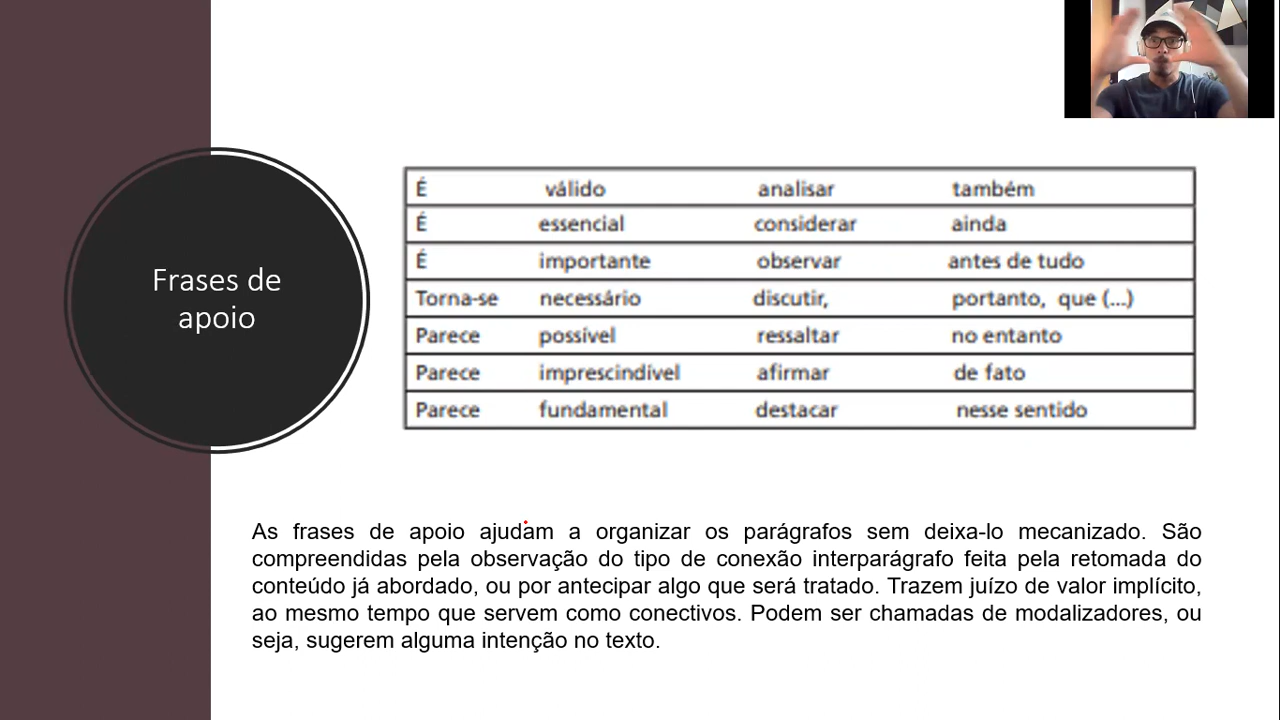 Frases de
apoio
É válido analisar também
É essencial considerar ainda
É importante observar antes de tudo
Torna-se necessário discutir, portanto, que (...)
Parece possível ressaltar no entanto
Parece imprescindível afirmar de fato
Parece fundamental destacar nesse sentido
As frases de apoio ajudam a organizar os parágrafos sem deixa-lo mecanizado. São
compreendidas pela observação do tipo de conexão interparágrafo feita pela retomada do
conteúdo já abordado, ou por antecipar algo que será tratado. Trazem juízo de valor implícito,
ao mesmo tempo que servem como conectivos. Podem ser chamadas de modalizadores, ou
seja, sugerem alguma intenção no texto.